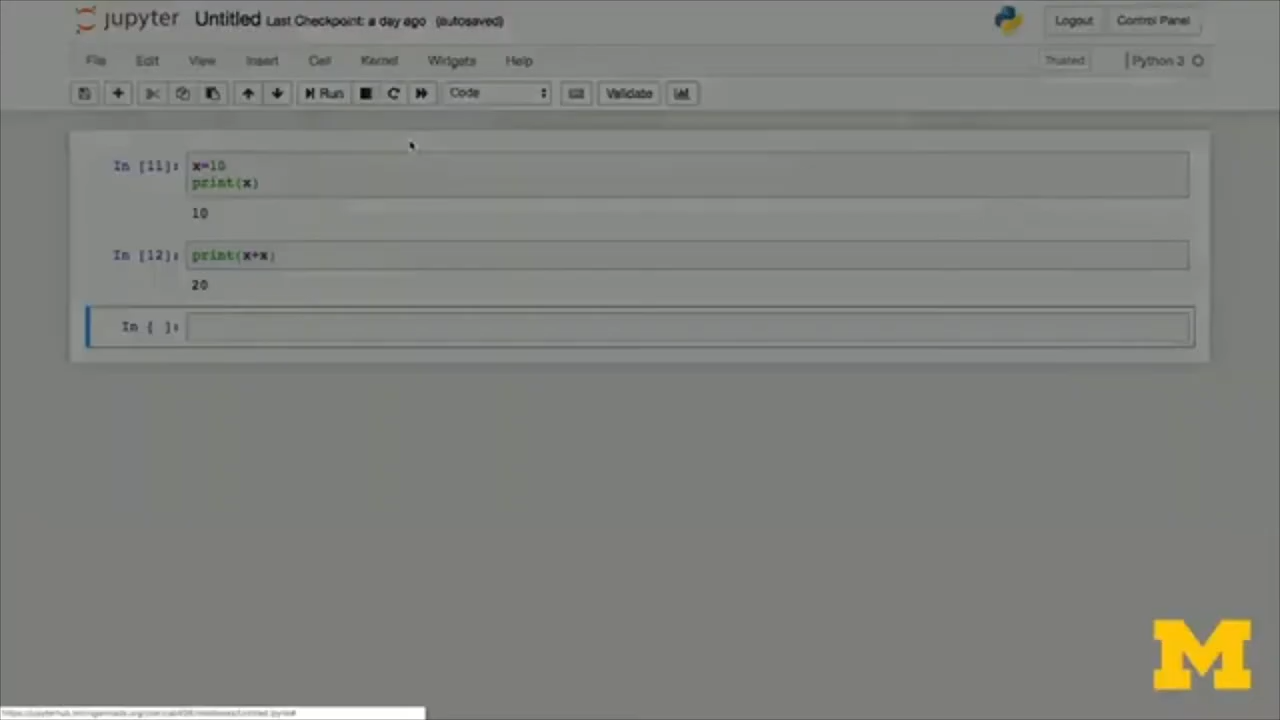 jupyter Untitled Last Checkpoint: a day ago (autosaved) Logout Control Panel
File Edit View Insert Cell Kernel Widgets Help Trusted Python 3
Run Code Validate
In [11]: x=10
print(x)
10
In [12]: print(x+x)
20
In [ ]:
M